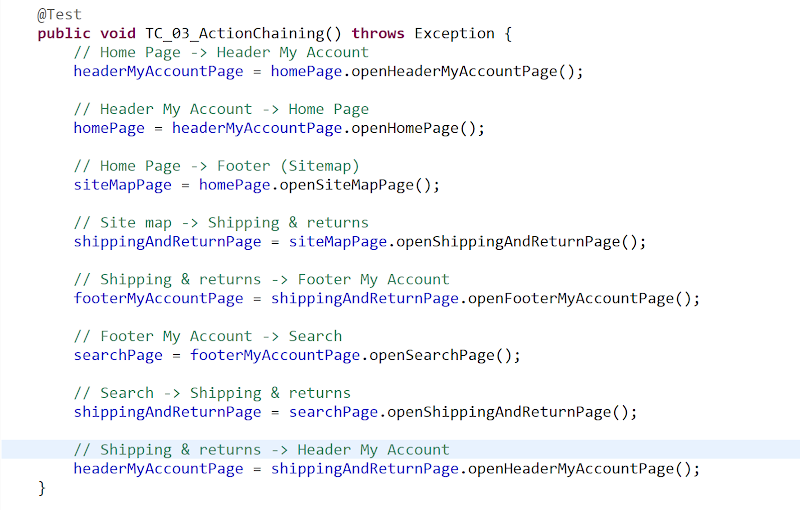 @Test
public void TC_03_ActionChaining() throws Exception {
// Home Page -> Header My Account
headerMyAccountPage = homePage.openHeaderMyAccountPage();
// Header My Account -> Home Page
homePage = headerMyAccountPage.openHomePage();
// Home Page -> Footer (Sitemap)
siteMapPage = homePage.openSiteMapPage();
// Site map -> Shipping & returns
shippingAndReturnPage = siteMapPage.openShippingAndReturnPage();
// Shipping & returns -> Footer My Account
footerMyAccountPage = shippingAndReturnPage.openFooterMyAccountPage();
// Footer My Account -> Search
searchPage = footerMyAccountPage.openSearchPage();
// Search -> Shipping & returns
shippingAndReturnPage = searchPage.openShippingAndReturnPage();
// Shipping & returns -> Header My Account
headerMyAccountPage = shippingAndReturnPage.openHeaderMyAccountPage();
}